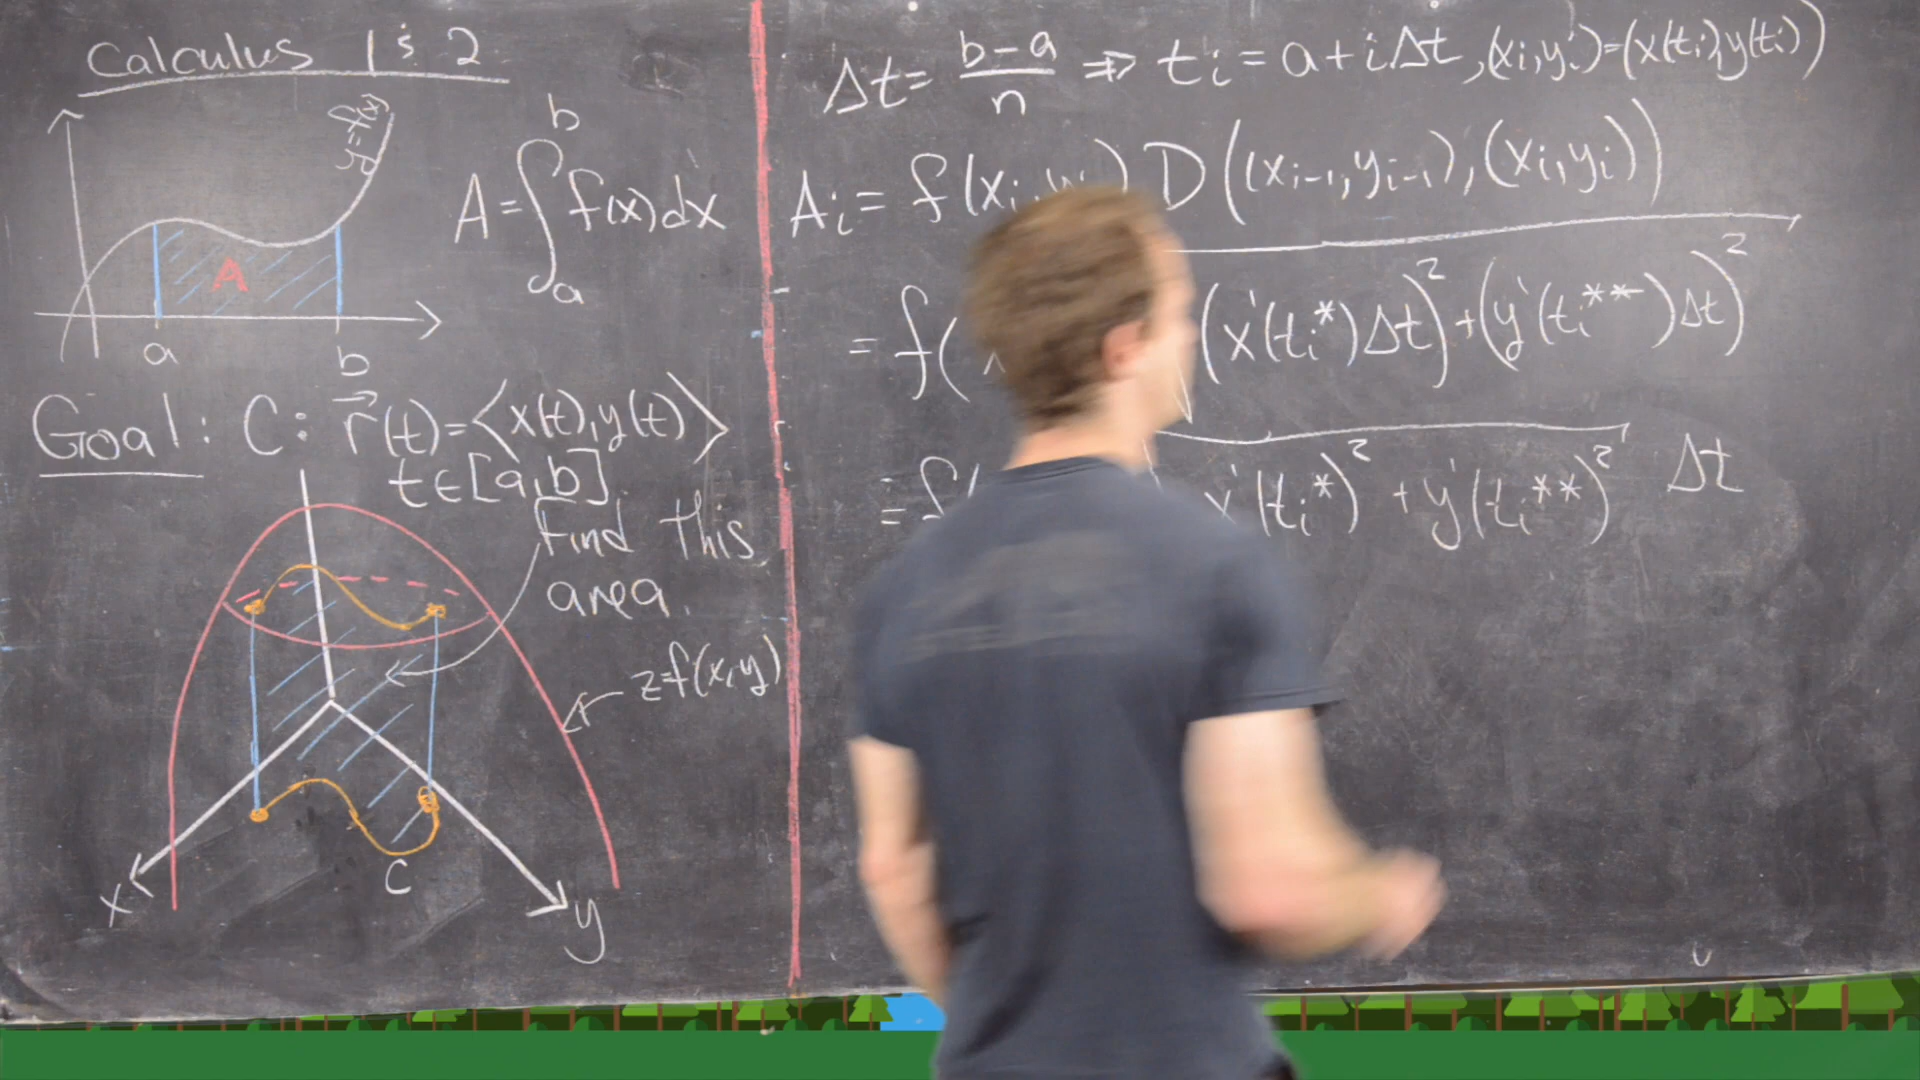 Calculus 1 & 2
y=f(x)
b
A = ∫ f(x) dx
a
A
a
b
Goal: C: r⃗(t) = ⟨x(t), y(t)⟩
t∈[a,b]
find this
area.
z=f(x,y)
C
x
y
Δt = (b-a)/n ⇒ tᵢ = a + iΔt, (xᵢ,yᵢ)=(x(tᵢ),y(tᵢ))
Aᵢ = f(xᵢ, ) D((xᵢ₋₁,yᵢ₋₁),(xᵢ,yᵢ))
= f( √(x'(tᵢ*)Δt)² + (y'(tᵢ**)Δt)²
= f( x'(tᵢ*)² + y'(tᵢ**)² Δt